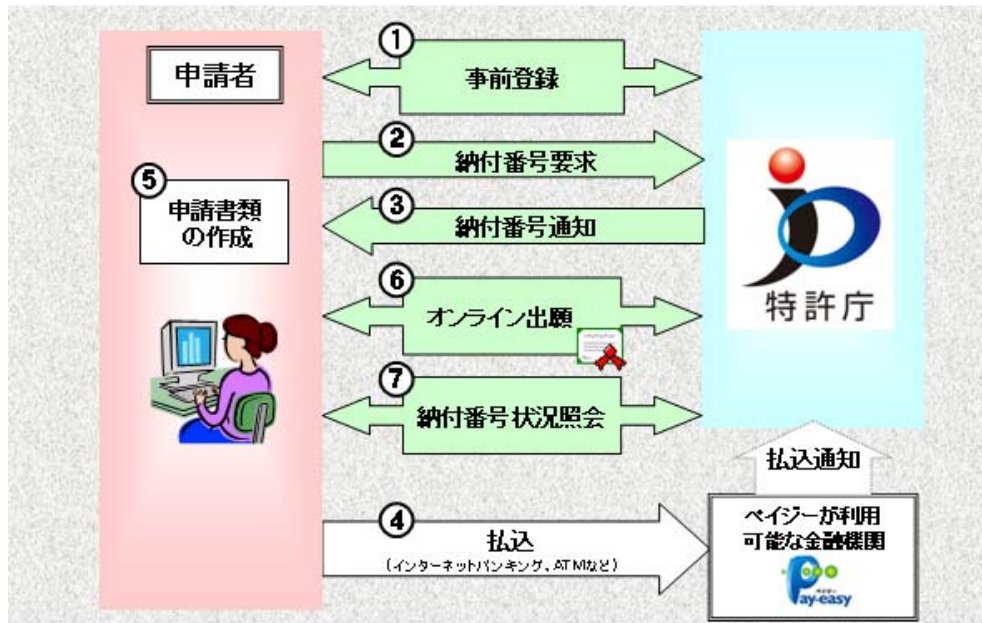 申請者
①
事前登録
②
納付番号要求
③
納付番号通知
⑤
申請書類
の作成
⑥
オンライン出願
⑦
納付番号状況照会
特許庁
払込通知
④
払込
(インターネットバンキング、ATMなど)
ペイジーが利用
可能な金融機関
ペイジー
Pay-easy